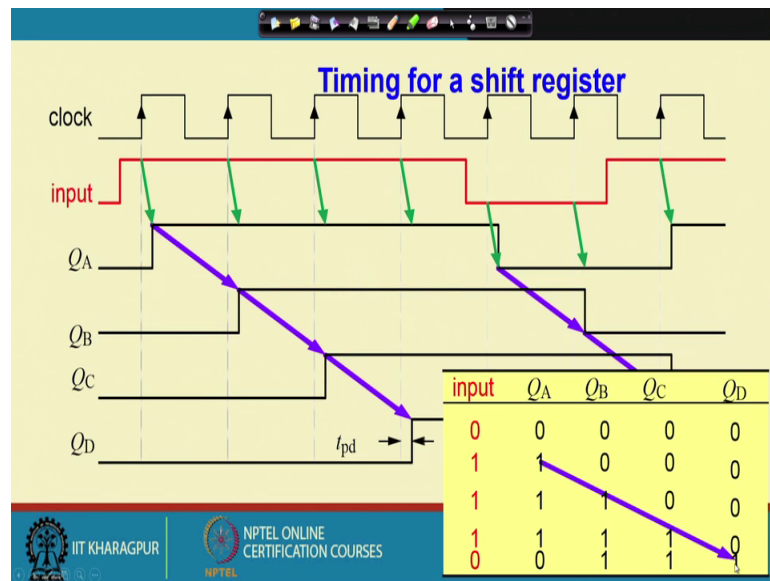 Timing for a shift register
clock
input
QA
QB
QC
QD
tpd
input QA QB QC QD
0 0 0 0 0
1 1 0 0 0
1 1 1 0 0
1 1 1 1 0
0 0 1 1 1
IIT KHARAGPUR
NPTEL ONLINE
CERTIFICATION COURSES
NPTEL